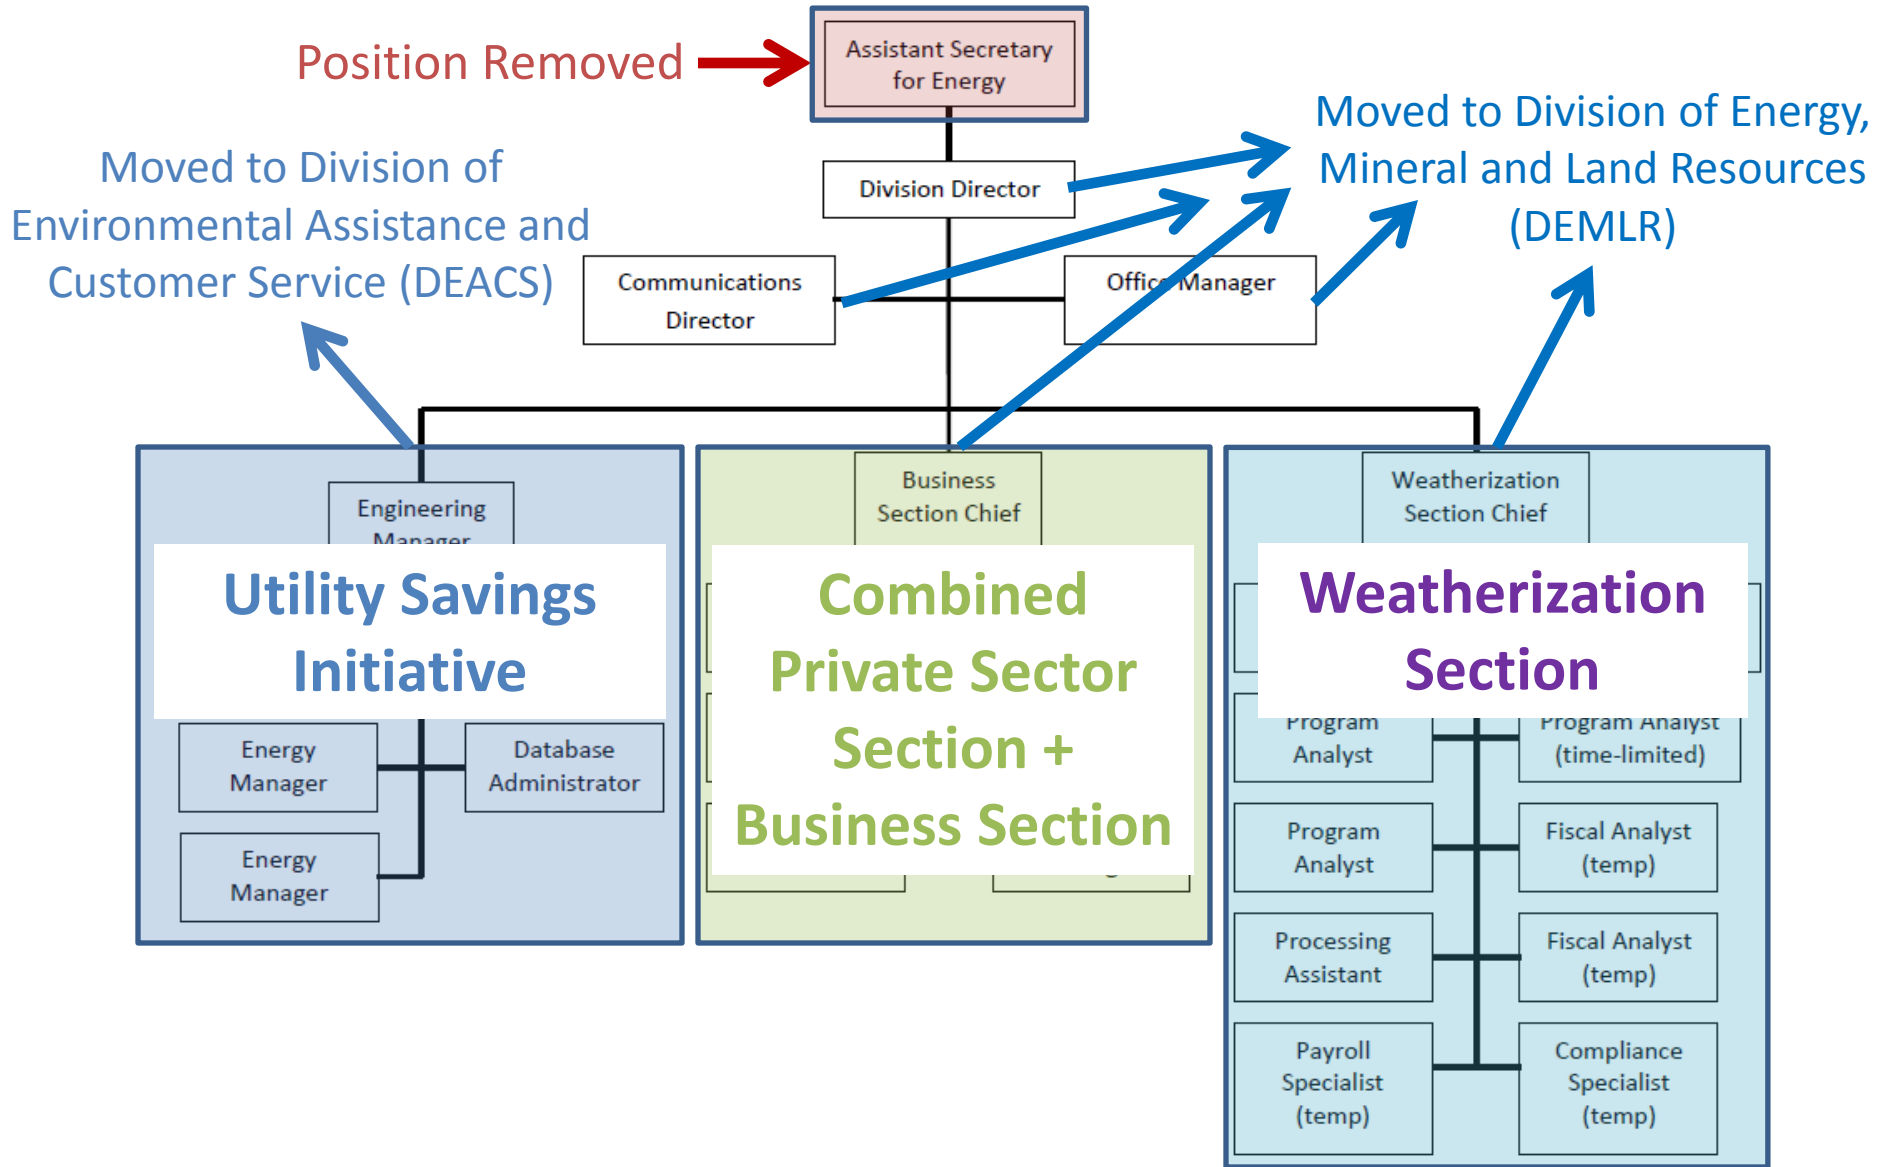 Assistant Secretary
for Energy
Position Removed
Moved to Division of Energy,
Mineral and Land Resources
(DEMLR)
Moved to Division of
Environmental Assistance and
Customer Service (DEACS)
Division Director
Communications
Director
Office Manager
Engineering
Manager
Utility Savings
Initiative
Energy
Manager
Database
Administrator
Energy
Manager
Business
Section Chief
Combined
Private Sector
Section +
Business Section
Weatherization
Section Chief
Weatherization
Section
Program
Analyst
Program Analyst
(time-limited)
Program
Analyst
Fiscal Analyst
(temp)
Processing
Assistant
Fiscal Analyst
(temp)
Payroll
Specialist
(temp)
Compliance
Specialist
(temp)